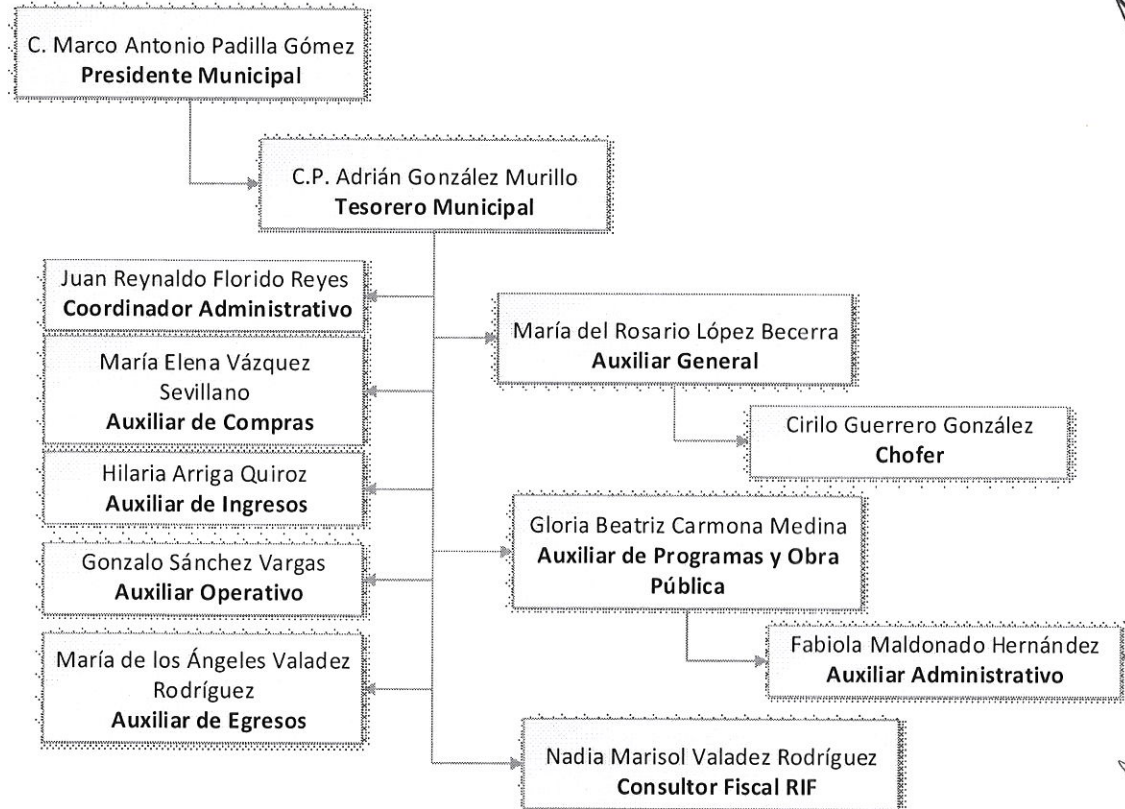 C. Marco Antonio Padilla Gómez
Presidente Municipal
C.P. Adrián González Murillo
Tesorero Municipal
Juan Reynaldo Florido Reyes
Coordinador Administrativo
María Elena Vázquez
Sevillano
Auxiliar de Compras
Hilaria Arriga Quiroz
Auxiliar de Ingresos
Gonzalo Sánchez Vargas
Auxiliar Operativo
María de los Ángeles Valadez
Rodríguez
Auxiliar de Egresos
María del Rosario López Becerra
Auxiliar General
Cirilo Guerrero González
Chofer
Gloria Beatriz Carmona Medina
Auxiliar de Programas y Obra
Pública
Fabiola Maldonado Hernández
Auxiliar Administrativo
Nadia Marisol Valadez Rodríguez
Consultor Fiscal RIF